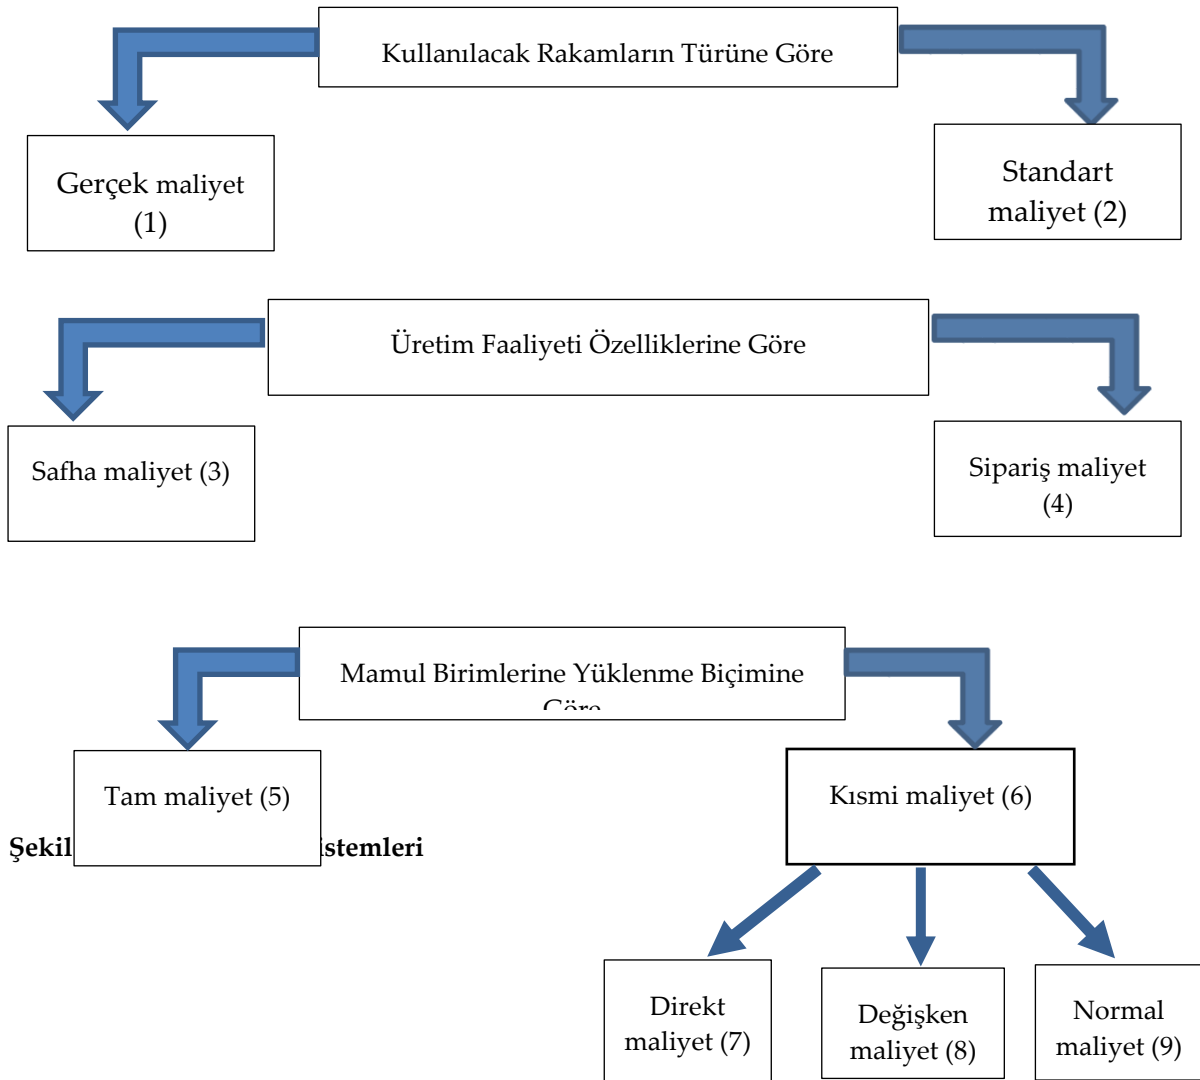 Kullanılacak Rakamların Türüne Göre
Gerçek maliyet
(1)
Standart
maliyet (2)
Üretim Faaliyeti Özelliklerine Göre
Safha maliyet (3)
Sipariş maliyet
(4)
Mamul Birimlerine Yüklenme Biçimine
Göre
Tam maliyet (5)
Kısmi maliyet (6)
Şekil
istemleri
Direkt
maliyet (7)
Değişken
maliyet (8)
Normal
maliyet (9)